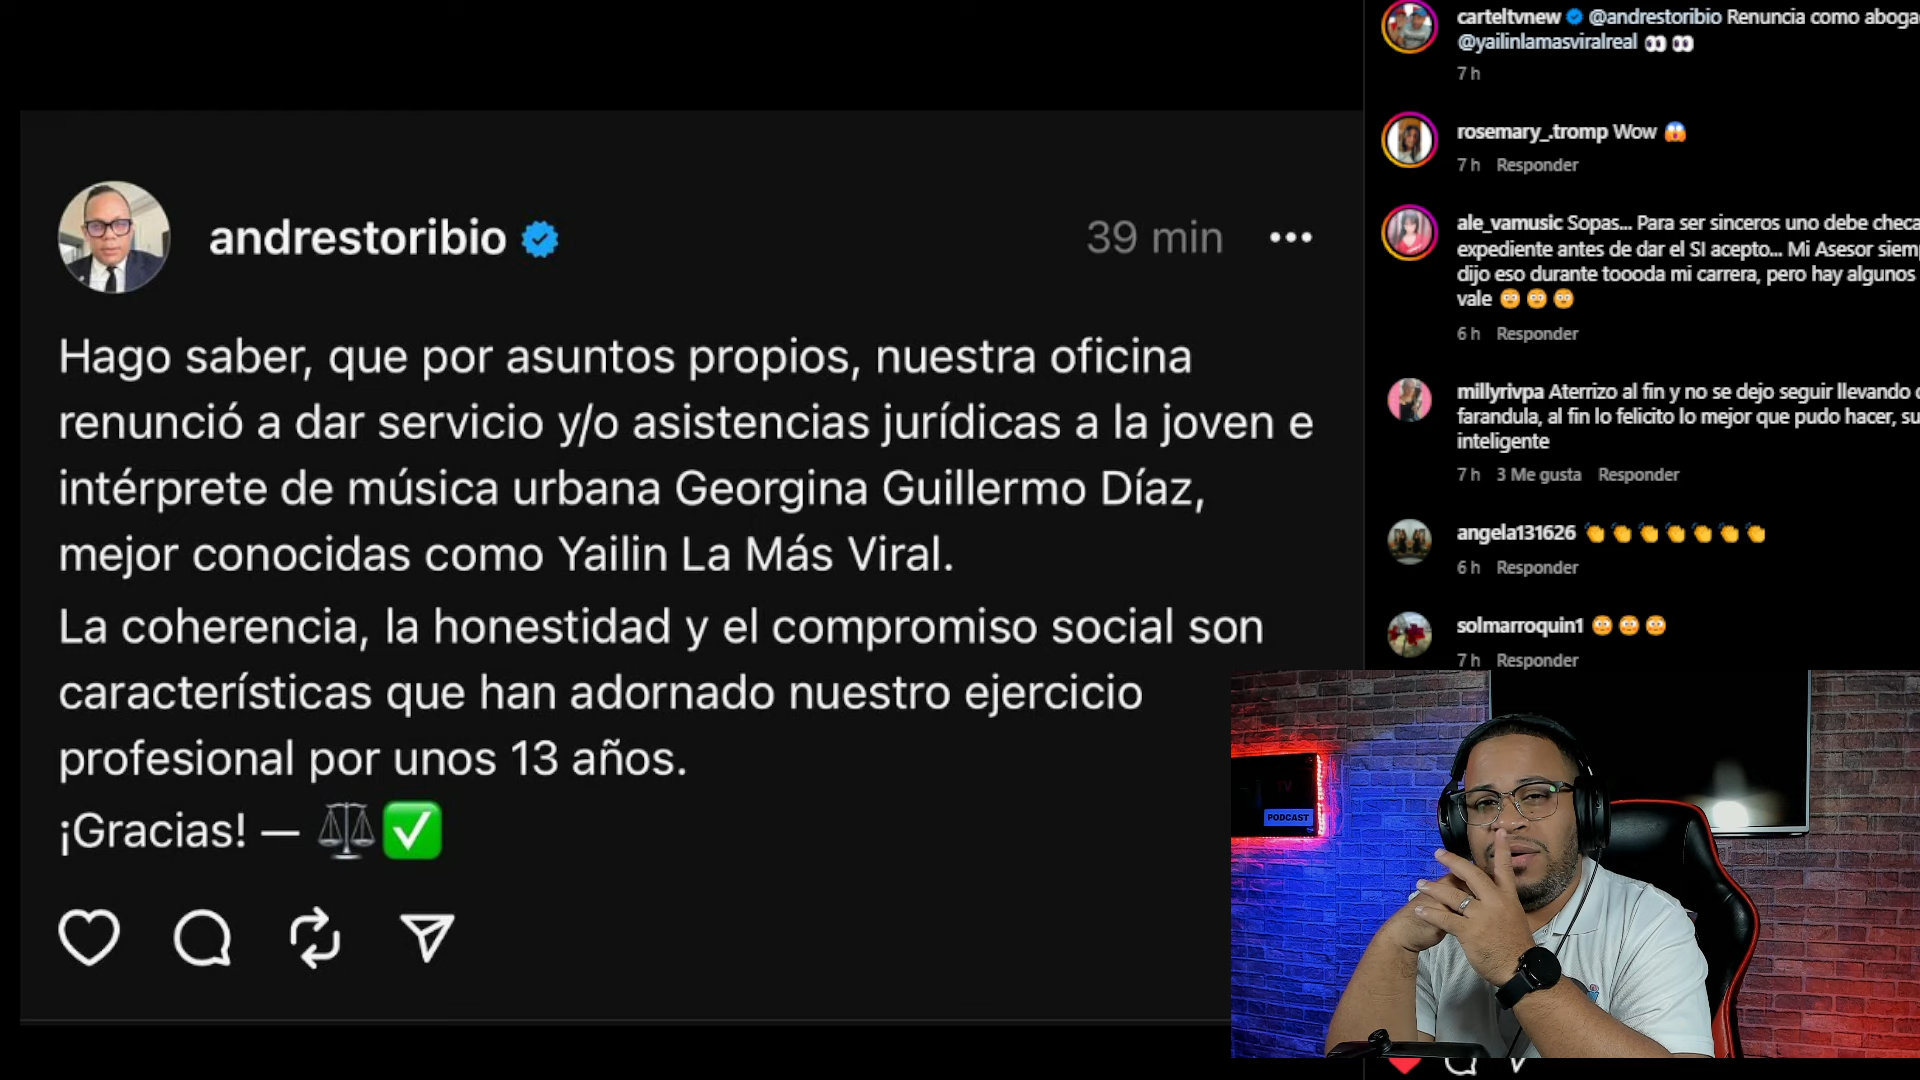 andrestoribio
39 min
Hago saber, que por asuntos propios, nuestra oficina
renunció a dar servicio y/o asistencias jurídicas a la joven e
intérprete de música urbana Georgina Guillermo Díaz,
mejor conocidas como Yailin La Más Viral.
La coherencia, la honestidad y el compromiso social son
características que han adornado nuestro ejercicio
profesional por unos 13 años.
¡Gracias! — ⚖️✅
carteltvnew @andrestoribio Renuncia como aboga
@yailinlamasviralreal 👀 👀
7 h
rosemary_.tromp Wow 😱
7 h Responder
ale_vamusic Sopas... Para ser sinceros uno debe checa
expediente antes de dar el SI acepto... Mi Asesor siem
dijo eso durante toooda mi carrera, pero hay algunos
vale 😳 😳 😳
6 h Responder
millyrivpa Aterrizo al fin y no se dejo seguir llevando
farandula, al fin lo felicito lo mejor que pudo hacer, su
inteligente
7 h 3 Me gusta Responder
angela131626 👏 👏 👏 👏 👏 👏 👏
6 h Responder
solmarroquin1 😳 😳 😳
7 h Responder
TV
PODCAST